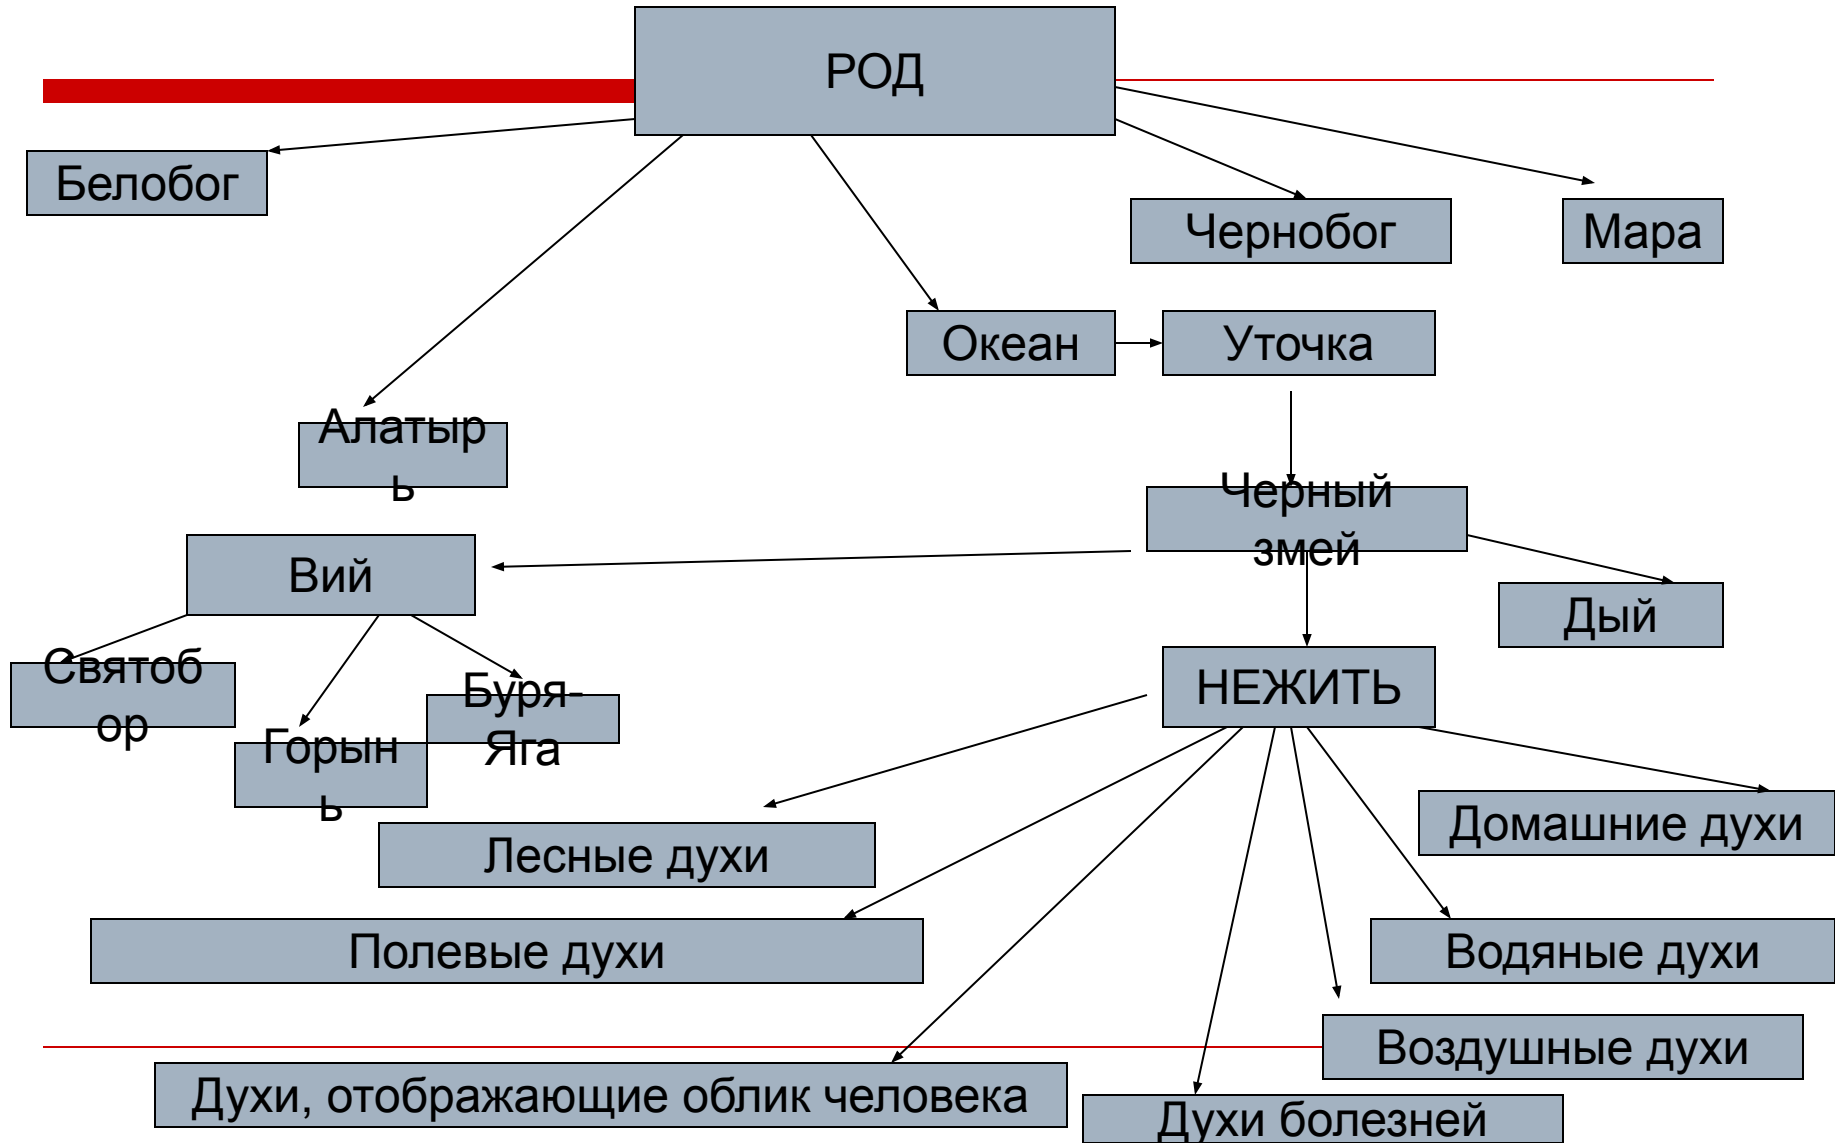 РОД
Белобог
Чернобог
Мара
Океан
Уточка
Алатыр
ь
Черный
змей
Вий
Дый
Святоб
ор
Буря-
Яга
НЕЖИТЬ
Горын
ь
Лесные духи
Домашние духи
Полевые духи
Водяные духи
Воздушные духи
Духи, отображающие облик человека
Духи болезней